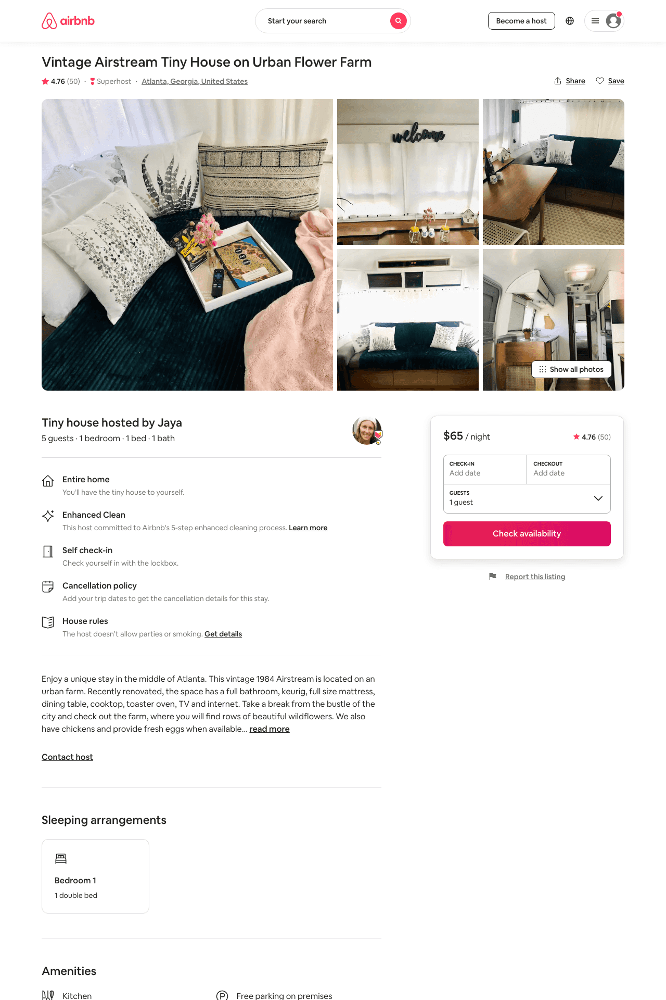 airbnb
Start your search
Become a host
Vintage Airstream Tiny House on Urban Flower Farm
4.76 (50) · Superhost · Atlanta, Georgia, United States
Share
Save
welcome
Smartfood
Show all photos
Tiny house hosted by Jaya
5 guests · 1 bedroom · 1 bed · 1 bath
$65 / night
4.76 (50)
CHECK-IN
Add date
CHECKOUT
Add date
GUESTS
1 guest
Check availability
Report this listing
Entire home
You'll have the tiny house to yourself.
Enhanced Clean
This host committed to Airbnb's 5-step enhanced cleaning process. Learn more
Self check-in
Check yourself in with the lockbox.
Cancellation policy
Add your trip dates to get the cancellation details for this stay.
House rules
The host doesn't allow parties or smoking. Get details
Enjoy a unique stay in the middle of Atlanta. This vintage 1984 Airstream is located on an
urban farm. Recently renovated, the space has a full bathroom, keurig, full size mattress,
dining table, cooktop, toaster oven, TV and internet. Take a break from the bustle of the
city and check out the farm, where you will find rows of beautiful wildflowers. We also
have chickens and provide fresh eggs when available... read more
Contact host
Sleeping arrangements
Bedroom 1
1 double bed
Amenities
Kitchen
Free parking on premises